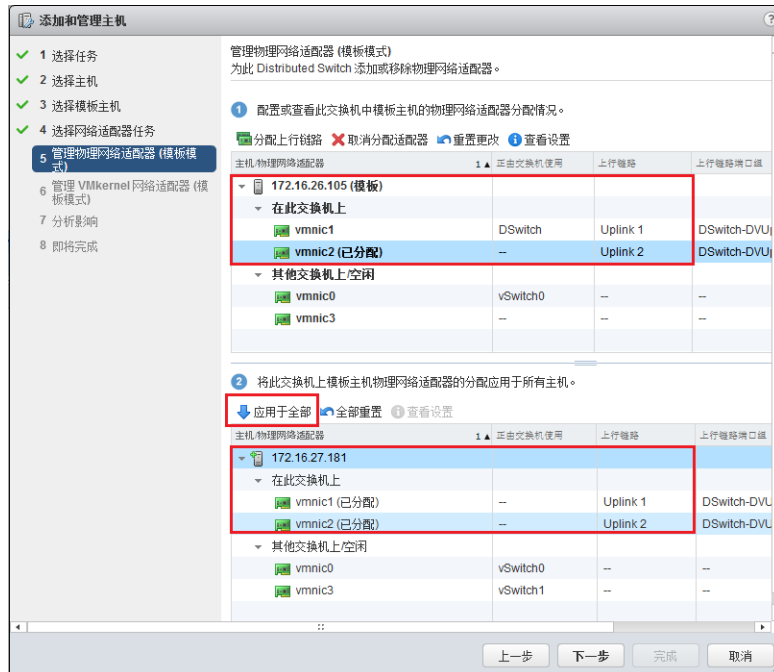 添加和管理主机
?
1 选择任务
2 选择主机
3 选择模板主机
4 选择网络适配器任务
5 管理物理网络适配器 (模板模
式)
6 管理 VMkernel 网络适配器 (模
板模式)
7 分析影响
8 即将完成
管理物理网络适配器 (模板模式)
为此 Distributed Switch 添加或移除物理网络适配器。
1 配置或查看此交换机中模板主机的物理网络适配器分配情况。
分配上行链路 取消分配适配器 重置更改 查看设置
主机/物理网络适配器 1▲ 正由交换机使用 上行链路 上行链路端口组
172.16.26.105 (模板)
在此交换机上
vmnic1 DSwitch Uplink 1 DSwitch-DVU
vmnic2 (已分配) -- Uplink 2 DSwitch-DVU
其他交换机上/空闲
vmnic0 vSwitch0 -- --
vmnic3 -- -- --
2 将此交换机上模板主机物理网络适配器的分配应用于所有主机。
应用于全部 全部重置 查看设置
主机/物理网络适配器 1▲ 正由交换机使用 上行链路 上行链路端口组
172.16.27.181
在此交换机上
vmnic1 (已分配) -- Uplink 1 DSwitch-DVU
vmnic2 (已分配) -- Uplink 2 DSwitch-DVU
其他交换机上/空闲
vmnic0 vSwitch0 -- --
vmnic3 vSwitch1 -- --
上一步 下一步 完成 取消